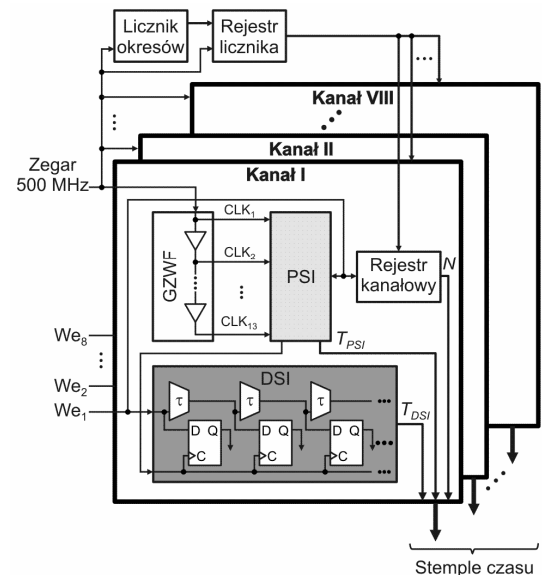 Licznik
okresów
Rejestr
licznika
...
Kanał VIII
Kanał II
Kanał I
Zegar
500 MHz
GZWF
CLK1
CLK2
CLK13
PSI
Rejestr
kanałowy
N
TPSI
We8
We2
We1
DSI
τ
τ
τ
...
TDSI
D Q
C
D Q
C
D Q
C
...
Stemple czasu